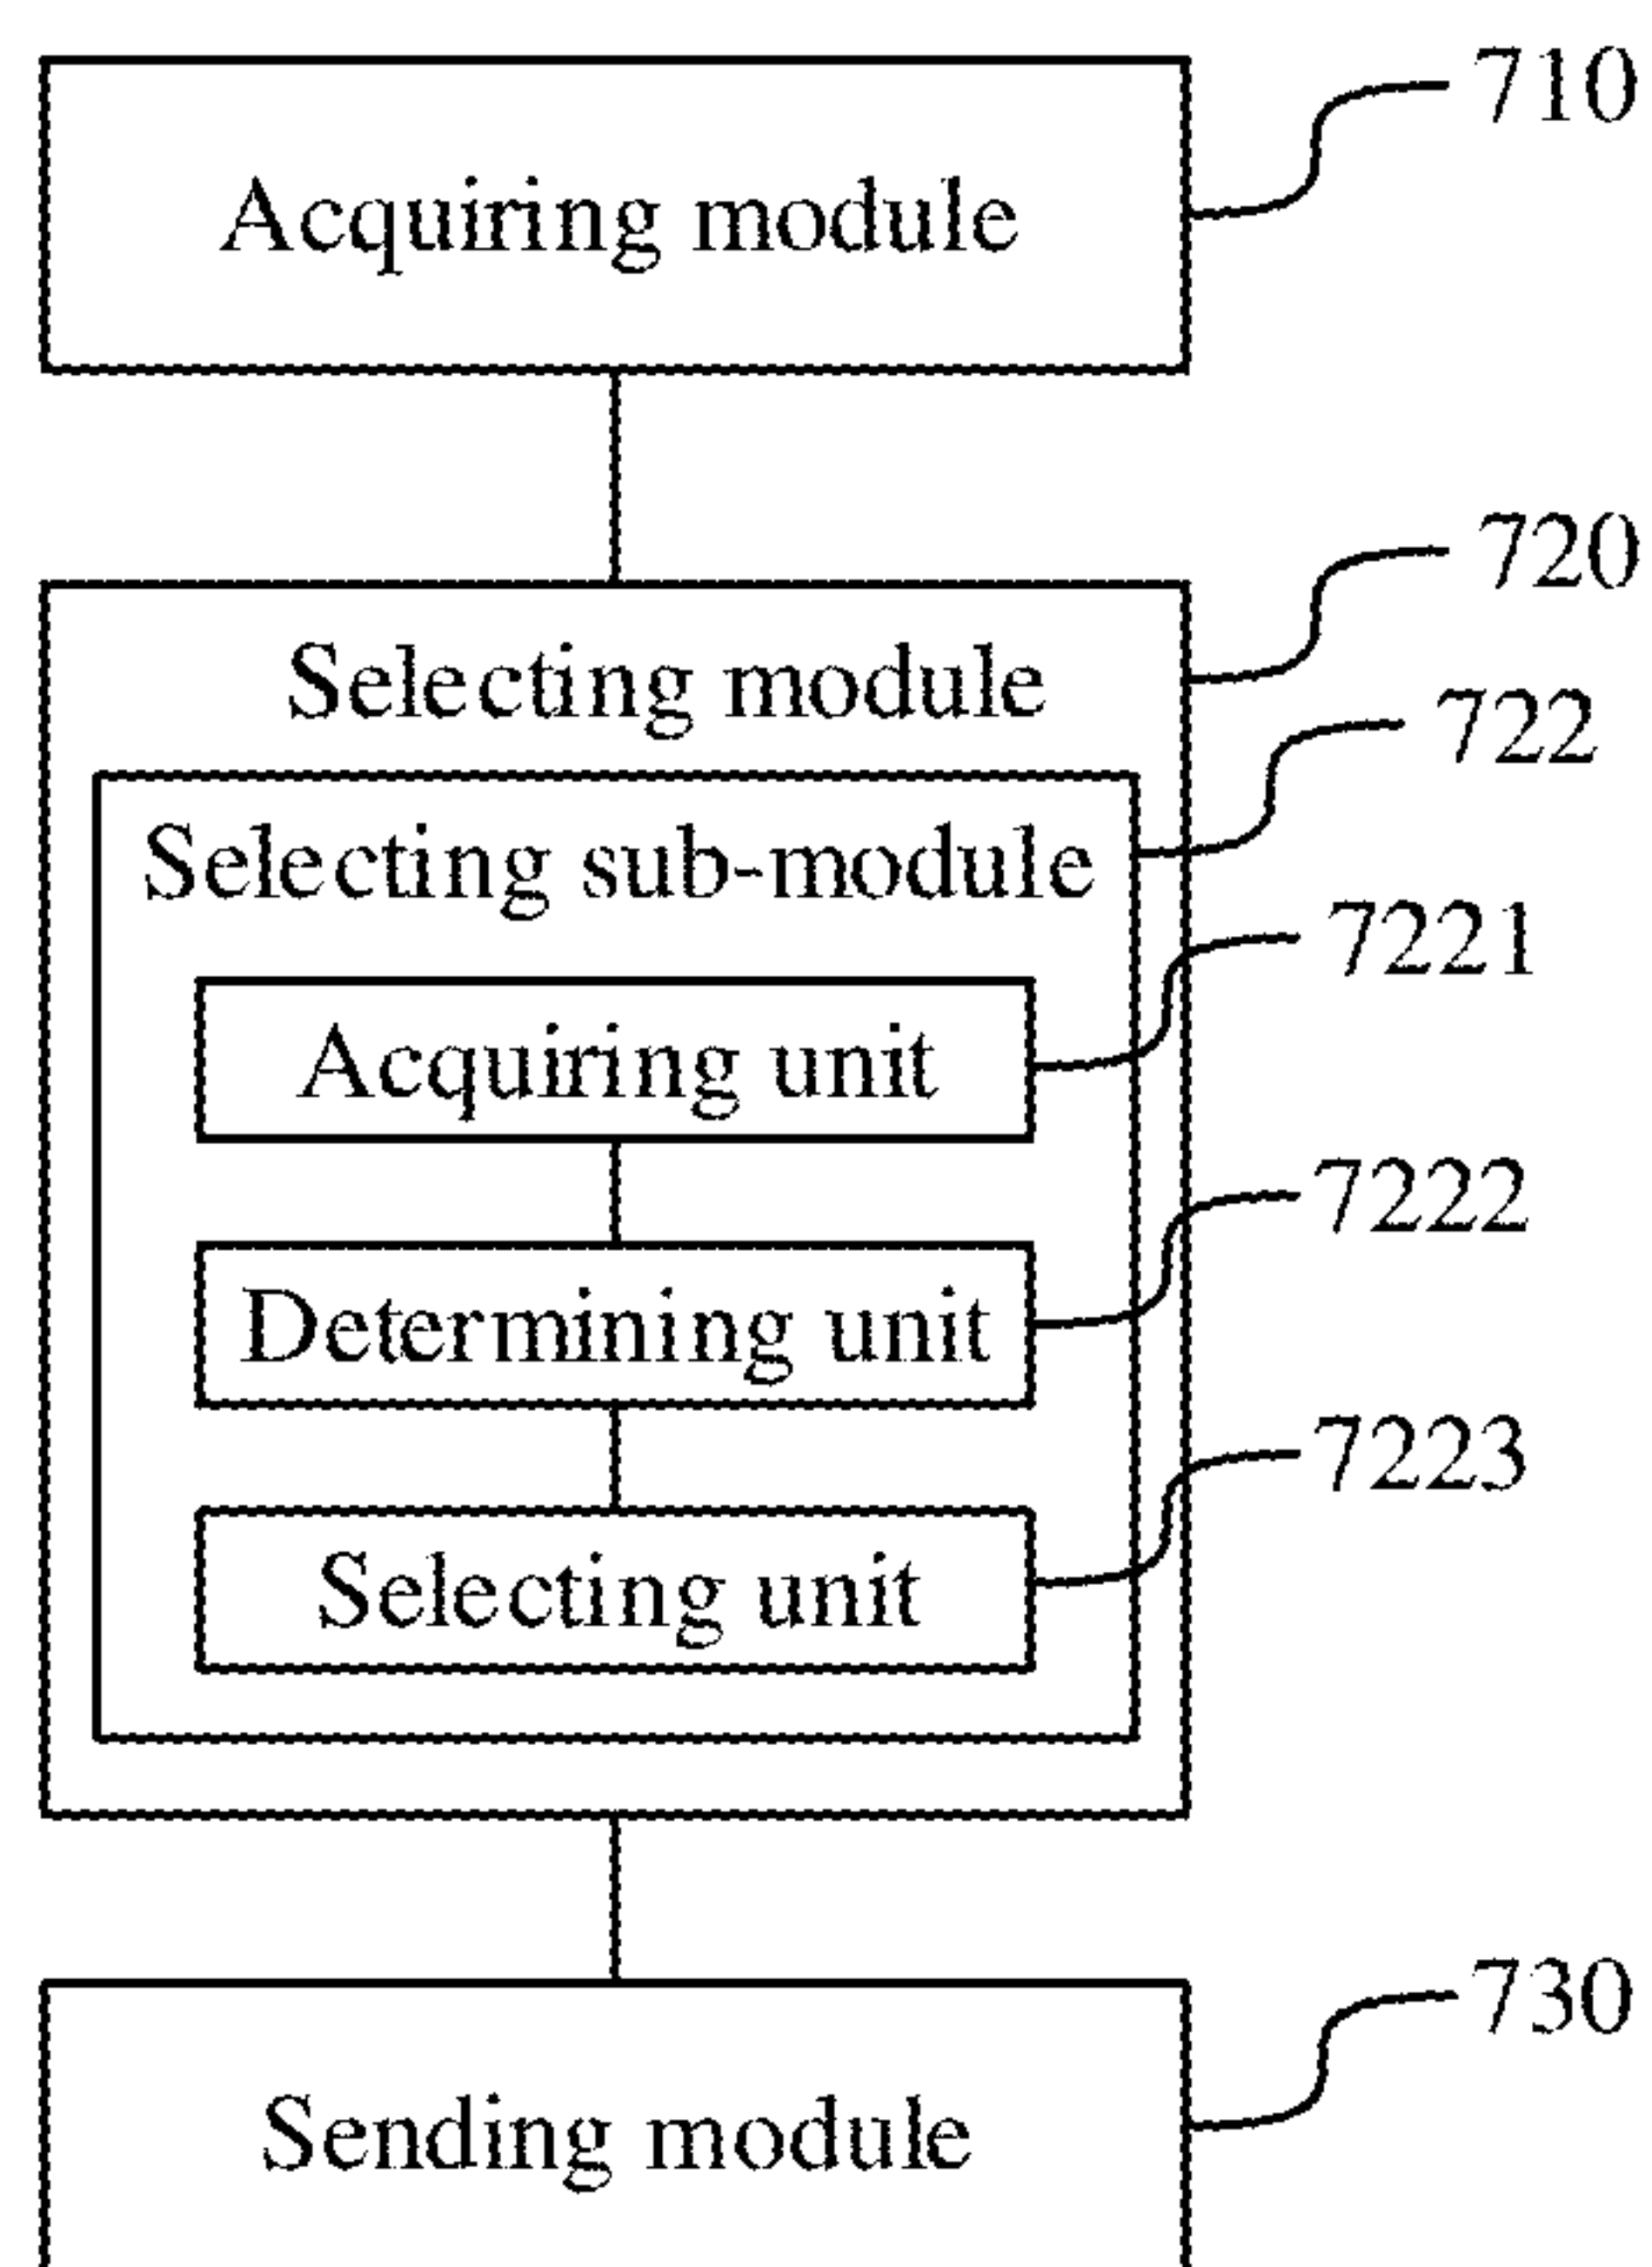 710
Acquiring module
720
Selecting module
722
Selecting sub-module
7221
Acquiring unit
7222
Determining unit
7223
Selecting unit
730
Sending module